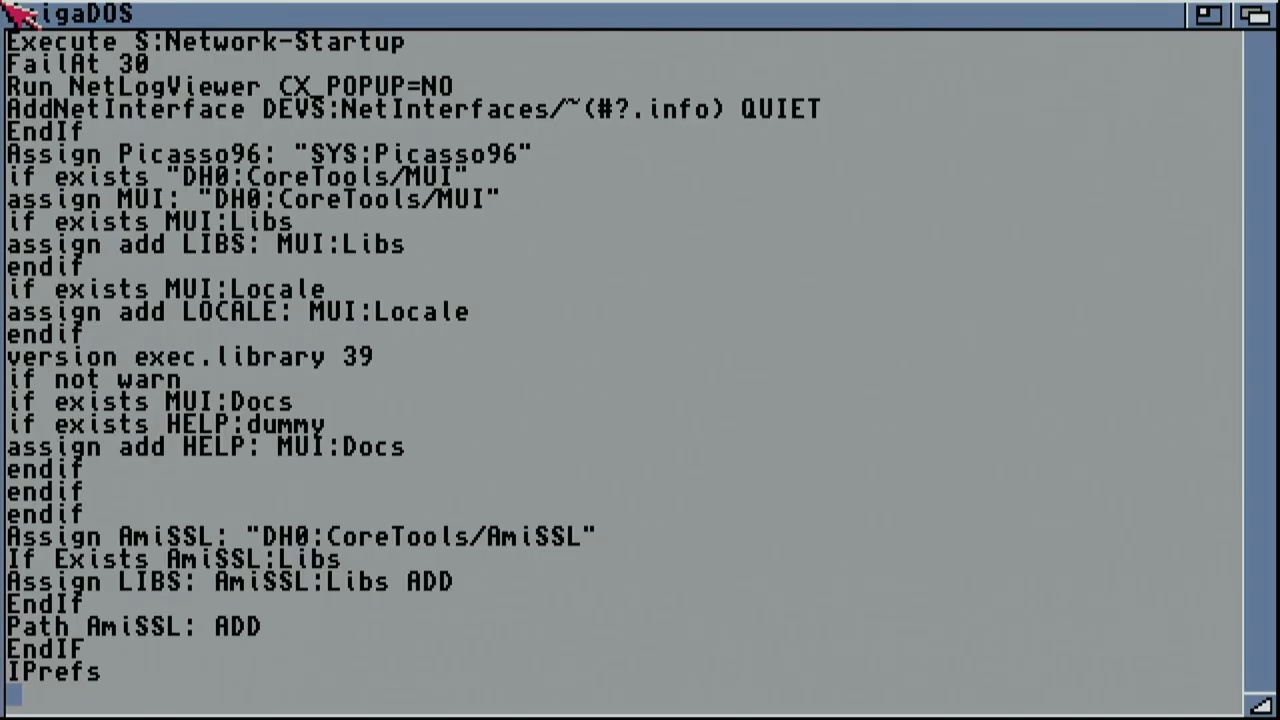 igaDOS
Execute S:Network-Startup
FailAt 30
Run NetLogViewer CX_POPUP=NO
AddNetInterface DEVS:NetInterfaces/~(#?.info) QUIET
EndIf
Assign Picasso96: "SYS:Picasso96"
if exists "DH0:CoreTools/MUI"
assign MUI: "DH0:CoreTools/MUI"
if exists MUI:Libs
assign add LIBS: MUI:Libs
endif
if exists MUI:Locale
assign add LOCALE: MUI:Locale
endif
version exec.library 39
if not warn
if exists MUI:Docs
if exists HELP:dummy
assign add HELP: MUI:Docs
endif
endif
endif
Assign AmiSSL: "DH0:CoreTools/AmiSSL"
If Exists AmiSSL:Libs
Assign LIBS: AmiSSL:Libs ADD
EndIf
Path AmiSSL: ADD
EndIF
IPrefs